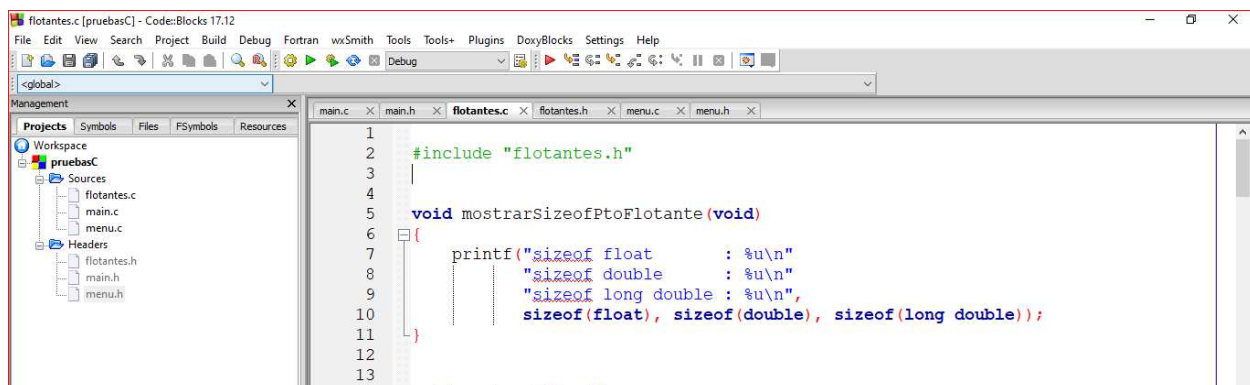 flotantes.c [pruebasC] - Code::Blocks 17.12
File Edit View Search Project Build Debug Fortran wxSmith Tools Tools+ Plugins DoxyBlocks Settings Help
Debug
<global>
Management
Projects Symbols Files FSymbols Resources
Workspace
pruebasC
Sources
flotantes.c
main.c
menu.c
Headers
flotantes.h
main.h
menu.h
main.c main.h flotantes.c flotantes.h menu.c menu.h
1
2 #include "flotantes.h"
3
4
5 void mostrarSizeofPtoFlotante(void)
6 {
7 printf("sizeof float : %u\n"
8 "sizeof double : %u\n"
9 "sizeof long double : %u\n",
10 sizeof(float), sizeof(double), sizeof(long double));
11 }
12
13